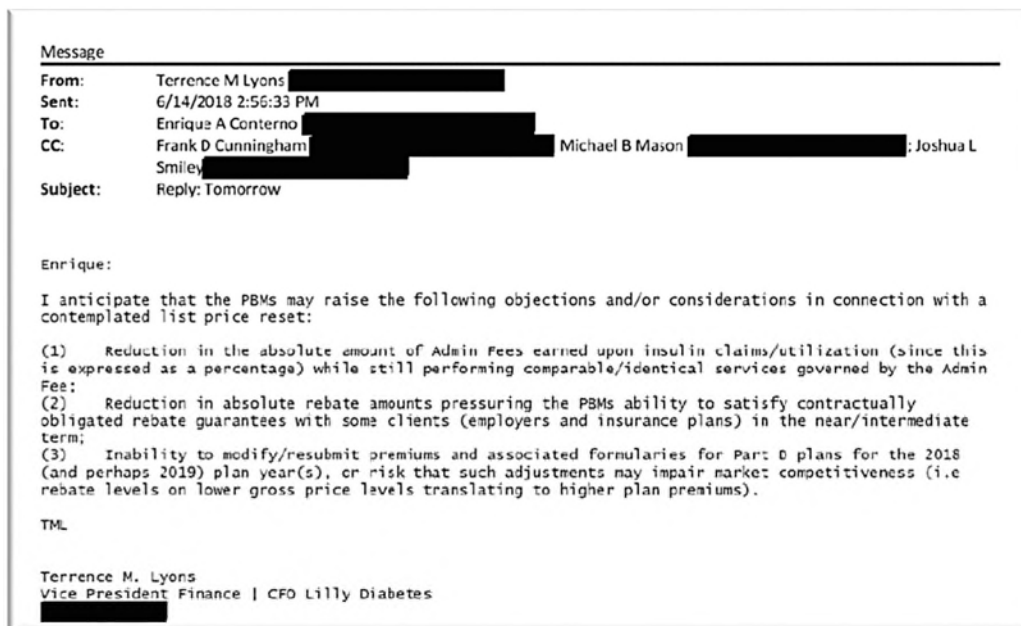 Message
From: Terrence M Lyons
Sent: 6/14/2018 2:56:33 PM
To: Enrique A Conterno
CC: Frank D Cunningham Michael B Mason ; Joshua L
Smiley
Subject: Reply: Tomorrow
Enrique:
I anticipate that the PBMs may raise the following objections and/or considerations in connection with a
contemplated list price reset:
(1) Reduction in the absolute amount of Admin Fees earned upon insulin claims/utilization (since this
is expressed as a percentage) while still performing comparable/identical services governed by the Admin
Fee;
(2) Reduction in absolute rebate amounts pressuring the PBMs ability to satisfy contractually
obligated rebate guarantees with some clients (employers and insurance plans) in the near/intermediate
term;
(3) Inability to modify/resubmit premiums and associated formularies for Part D plans for the 2018
(and perhaps 2019) plan year(s), or risk that such adjustments may impair market competitiveness (i.e
rebate levels on lower gross price levels translating to higher plan premiums).
TML
Terrence M. Lyons
Vice President Finance | CFO Lilly Diabetes